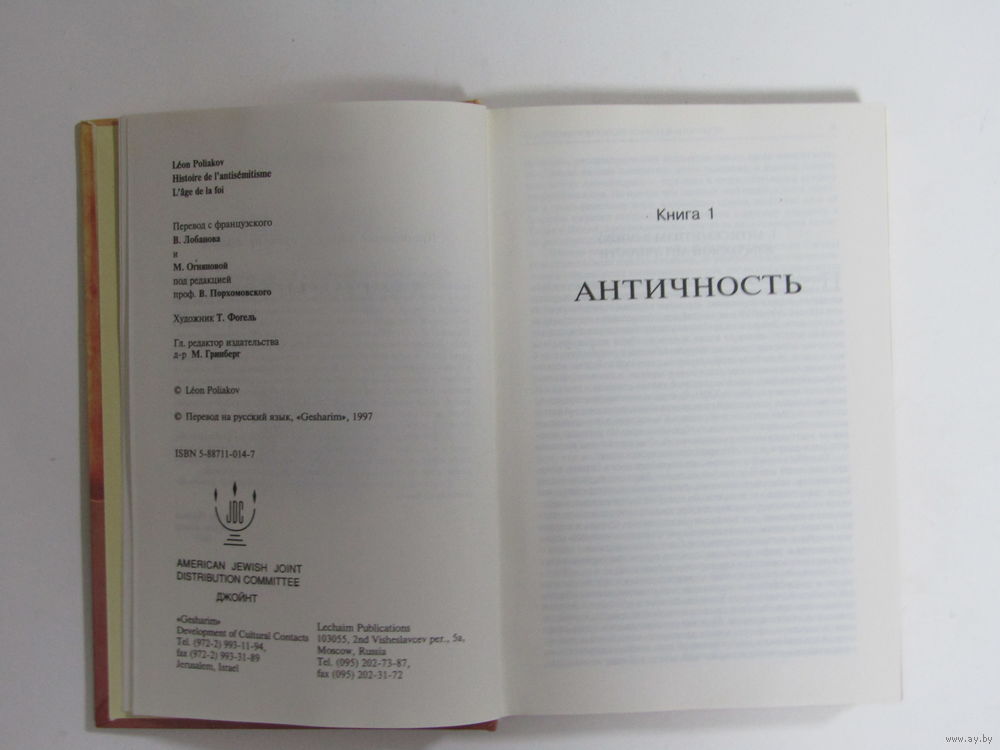 Léon Poliakov
Histoire de l'antisémitisme
L'âge de la foi
Перевод с французского
В. Лобанова
и
М. Огняновой
под редакцией
проф. В. Порхомовского
Художник Т. Фогель
Гл. редактор издательства
д-р М. Гринберг
© Léon Poliakov
© Перевод на русский язык, «Gesharim», 1997
ISBN 5-88711-014-7
JDC
AMERICAN JEWISH JOINT
DISTRIBUTION COMMITTEE
ДЖОЙНТ
«Gesharim»
Development of Cultural Contacts
Tel. (972-2) 993-11-94,
fax (972-2) 993-31-89
Jerusalem, Israel
Lechaim Publications
103055, 2nd Visheslavcev per., 5a,
Moscow, Russia
Tel. (095) 202-73-87,
fax (095) 202-31-72
Книга 1
АНТИЧНОСТЬ
www.ay.by